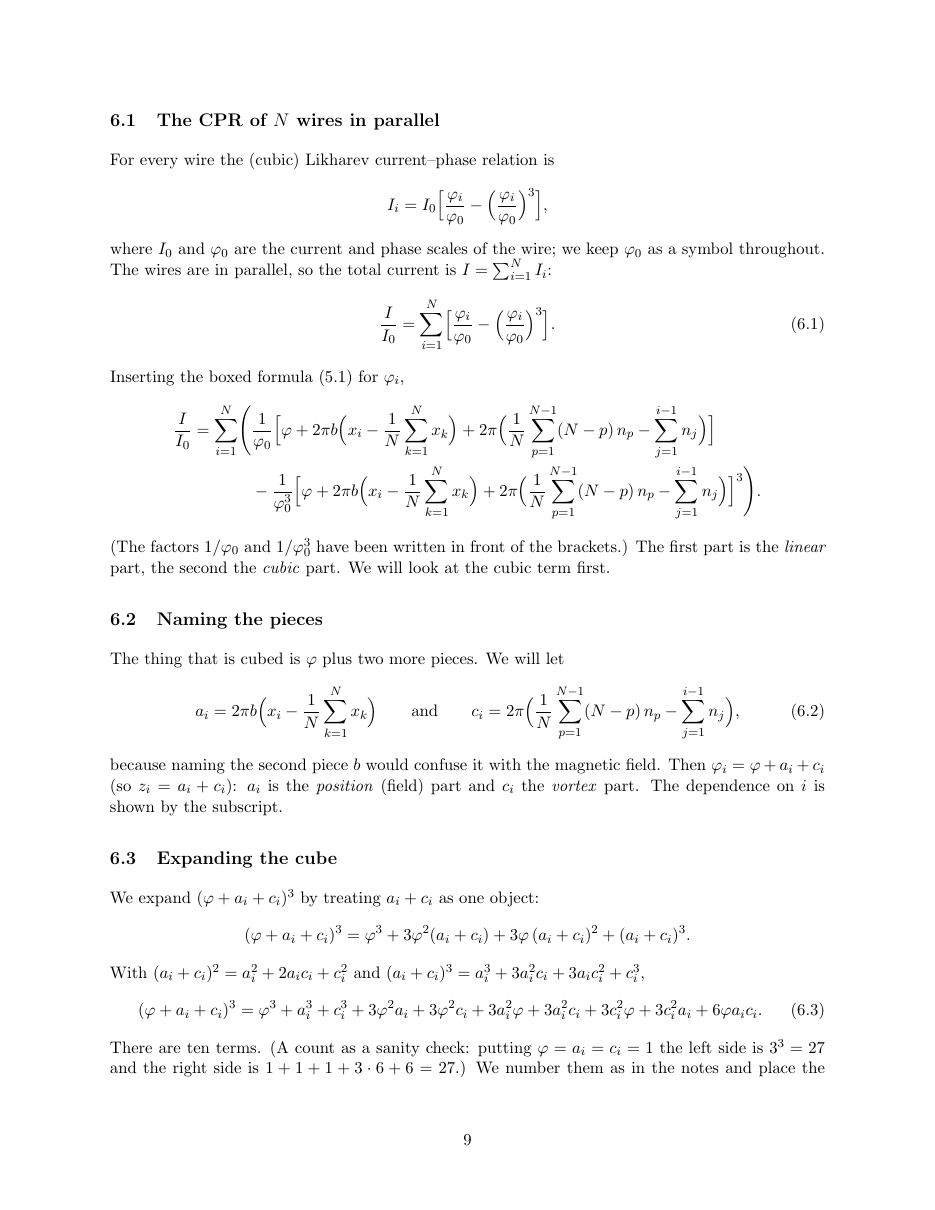 6.1 The CPR of N wires in parallel
For every wire the (cubic) Likharev current–phase relation is
I_i = I_0[φ_i/φ_0 − (φ_i/φ_0)^3],
where I_0 and φ_0 are the current and phase scales of the wire; we keep φ_0 as a symbol throughout.
The wires are in parallel, so the total current is I = ∑_{i=1}^N I_i:
I/I_0 = ∑_{i=1}^N [φ_i/φ_0 − (φ_i/φ_0)^3]. (6.1)
Inserting the boxed formula (5.1) for φ_i,
I/I_0 = ∑_{i=1}^N (1/φ_0 [φ + 2πb(x_i − 1/N ∑_{k=1}^N x_k) + 2π(1/N ∑_{p=1}^{N−1} (N − p) n_p − ∑_{j=1}^{i−1} n_j)]
− 1/φ_0^3 [φ + 2πb(x_i − 1/N ∑_{k=1}^N x_k) + 2π(1/N ∑_{p=1}^{N−1} (N − p) n_p − ∑_{j=1}^{i−1} n_j)]^3).
(The factors 1/φ_0 and 1/φ_0^3 have been written in front of the brackets.) The first part is the linear
part, the second the cubic part. We will look at the cubic term first.
6.2 Naming the pieces
The thing that is cubed is φ plus two more pieces. We will let
a_i = 2πb(x_i − 1/N ∑_{k=1}^N x_k) and c_i = 2π(1/N ∑_{p=1}^{N−1} (N − p) n_p − ∑_{j=1}^{i−1} n_j), (6.2)
because naming the second piece b would confuse it with the magnetic field. Then φ_i = φ + a_i + c_i
(so z_i = a_i + c_i): a_i is the position (field) part and c_i the vortex part. The dependence on i is
shown by the subscript.
6.3 Expanding the cube
We expand (φ + a_i + c_i)^3 by treating a_i + c_i as one object:
(φ + a_i + c_i)^3 = φ^3 + 3φ^2(a_i + c_i) + 3φ (a_i + c_i)^2 + (a_i + c_i)^3.
With (a_i + c_i)^2 = a_i^2 + 2a_ic_i + c_i^2 and (a_i + c_i)^3 = a_i^3 + 3a_i^2c_i + 3a_ic_i^2 + c_i^3,
(φ + a_i + c_i)^3 = φ^3 + a_i^3 + c_i^3 + 3φ^2a_i + 3φ^2c_i + 3a_i^2φ + 3a_i^2c_i + 3c_i^2φ + 3c_i^2a_i + 6φa_ic_i. (6.3)
There are ten terms. (A count as a sanity check: putting φ = a_i = c_i = 1 the left side is 3^3 = 27
and the right side is 1 + 1 + 1 + 3 · 6 + 6 = 27.) We number them as in the notes and place the
9